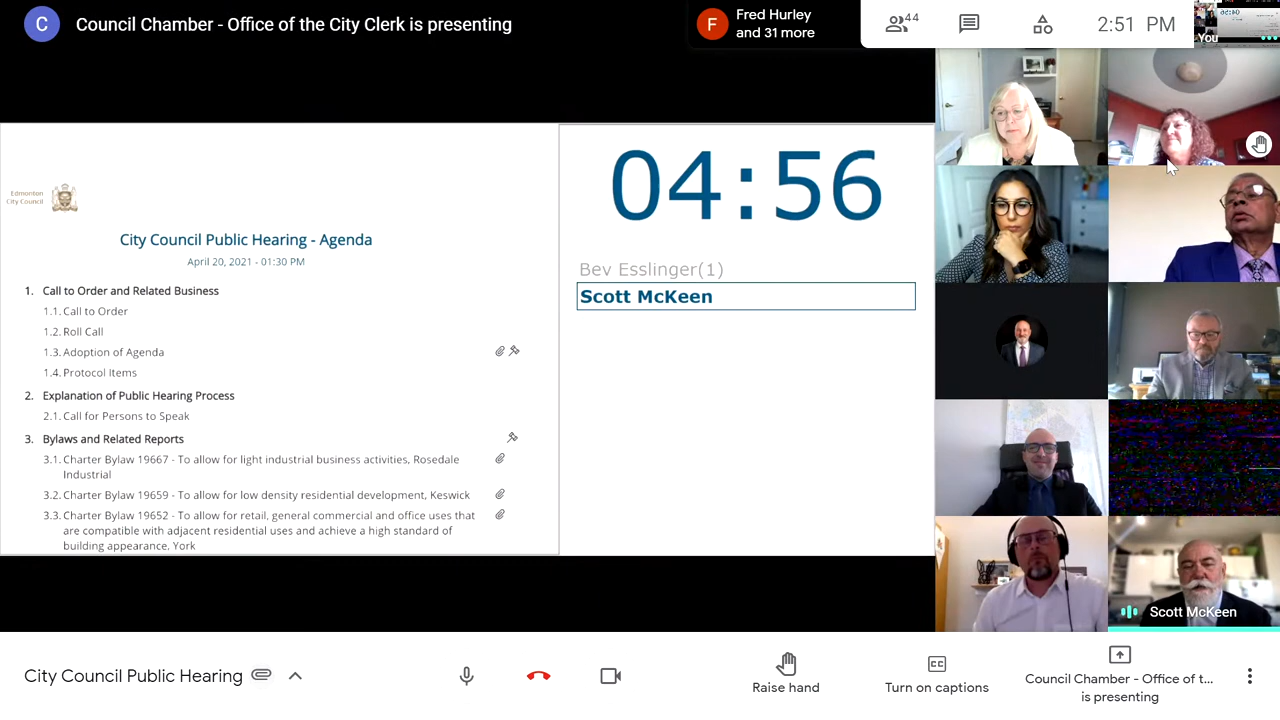 C
Council Chamber - Office of the City Clerk is presenting
F
Fred Hurley
and 31 more
44
2:51 PM
You
Edmonton
City Council
City Council Public Hearing - Agenda
April 20, 2021 - 01:30 PM
1. Call to Order and Related Business
1.1. Call to Order
1.2. Roll Call
1.3. Adoption of Agenda
1.4. Protocol Items
2. Explanation of Public Hearing Process
2.1. Call for Persons to Speak
3. Bylaws and Related Reports
3.1. Charter Bylaw 19667 - To allow for light industrial business activities, Rosedale
Industrial
3.2. Charter Bylaw 19659 - To allow for low density residential development, Keswick
3.3. Charter Bylaw 19652 - To allow for retail, general commercial and office uses that
are compatible with adjacent residential uses and achieve a high standard of
building appearance, York
04:56
Bev Esslinger(1)
Scott McKeen
Scott McKeen
City Council Public Hearing
Raise hand
CC
Turn on captions
Council Chamber - Office of t...
is presenting